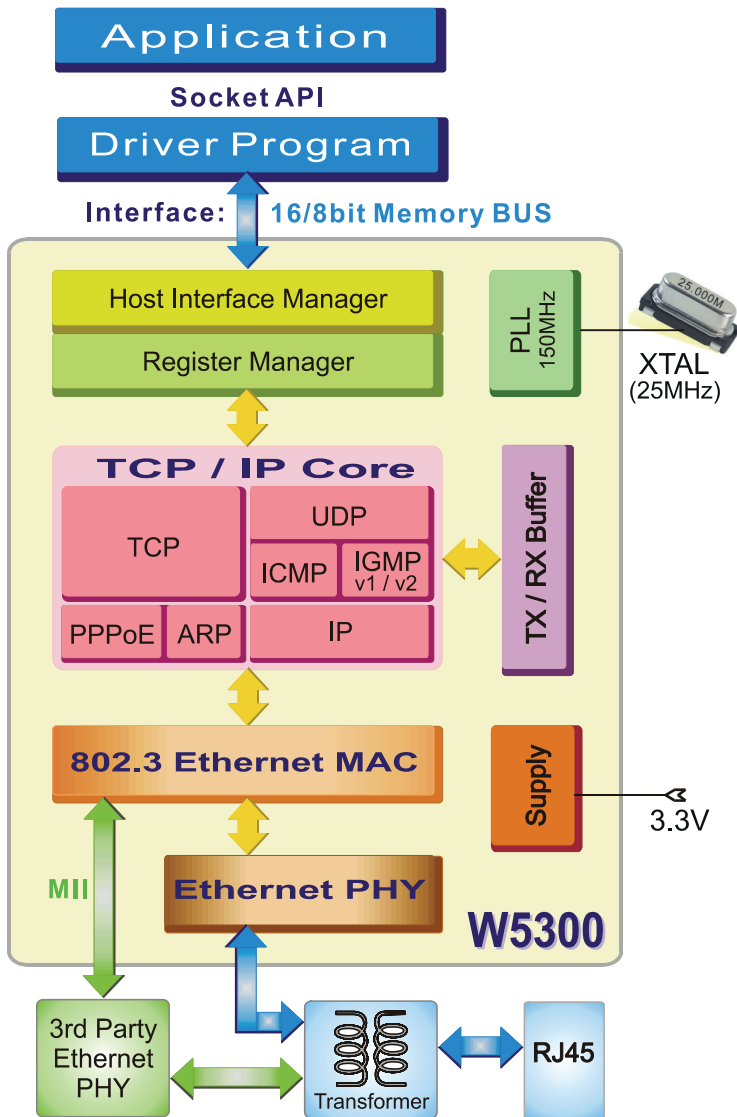 Application
Socket API
Driver Program
Interface: 16/8bit Memory BUS
Host Interface Manager
Register Manager
PLL
150MHz
25.000M
XTAL
(25MHz)
TCP / IP Core
TCP
UDP
ICMP
IGMP
v1 / v2
PPPoE
ARP
IP
TX / RX Buffer
802.3 Ethernet MAC
Supply
3.3V
MII
Ethernet PHY
W5300
3rd Party
Ethernet
PHY
Transformer
RJ45